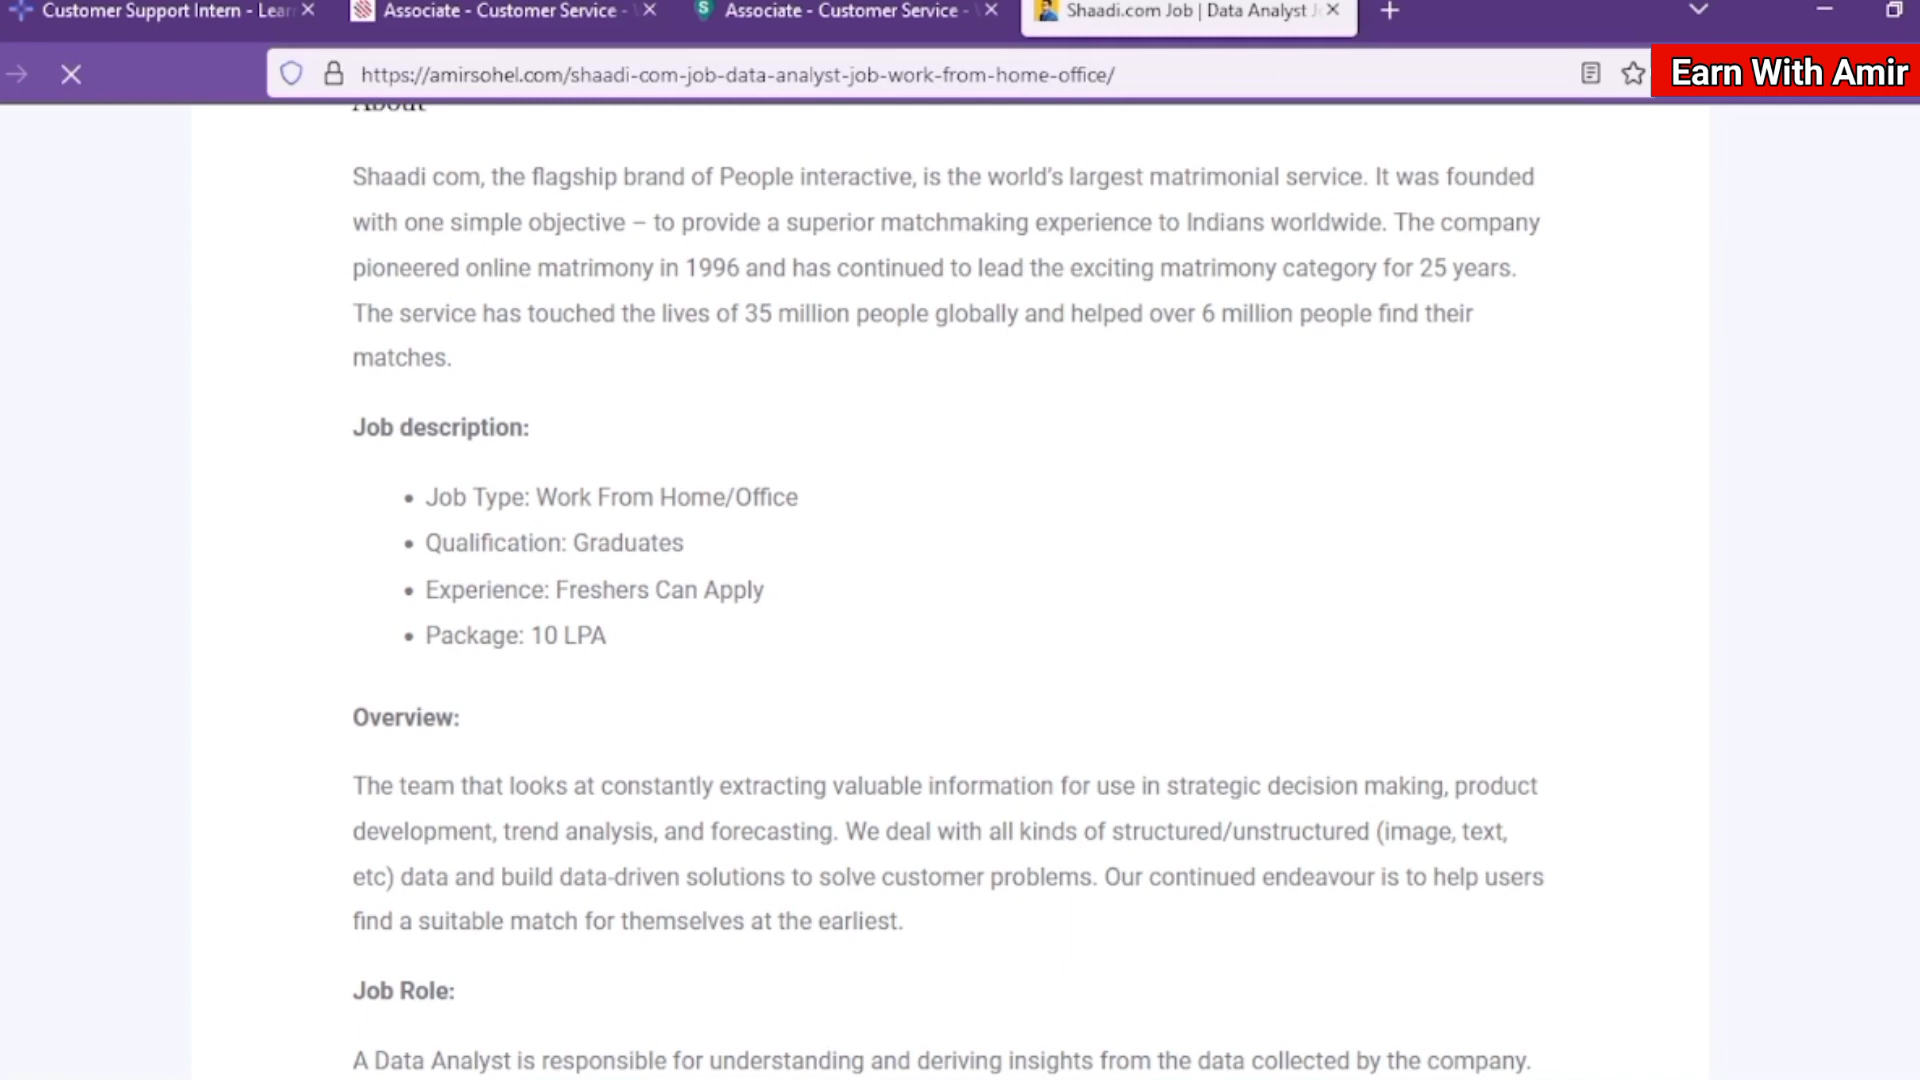 Customer Support Intern - Lear
Associate - Customer Service -
Associate - Customer Service -
Shaadi.com Job | Data Analyst J
https://amirsohel.com/shaadi-com-job-data-analyst-job-work-from-home-office/
Earn With Amir
About
Shaadi com, the flagship brand of People interactive, is the world's largest matrimonial service. It was founded
with one simple objective – to provide a superior matchmaking experience to Indians worldwide. The company
pioneered online matrimony in 1996 and has continued to lead the exciting matrimony category for 25 years.
The service has touched the lives of 35 million people globally and helped over 6 million people find their
matches.
Job description:
• Job Type: Work From Home/Office
• Qualification: Graduates
• Experience: Freshers Can Apply
• Package: 10 LPA
Overview:
The team that looks at constantly extracting valuable information for use in strategic decision making, product
development, trend analysis, and forecasting. We deal with all kinds of structured/unstructured (image, text,
etc) data and build data-driven solutions to solve customer problems. Our continued endeavour is to help users
find a suitable match for themselves at the earliest.
Job Role:
A Data Analyst is responsible for understanding and deriving insights from the data collected by the company.